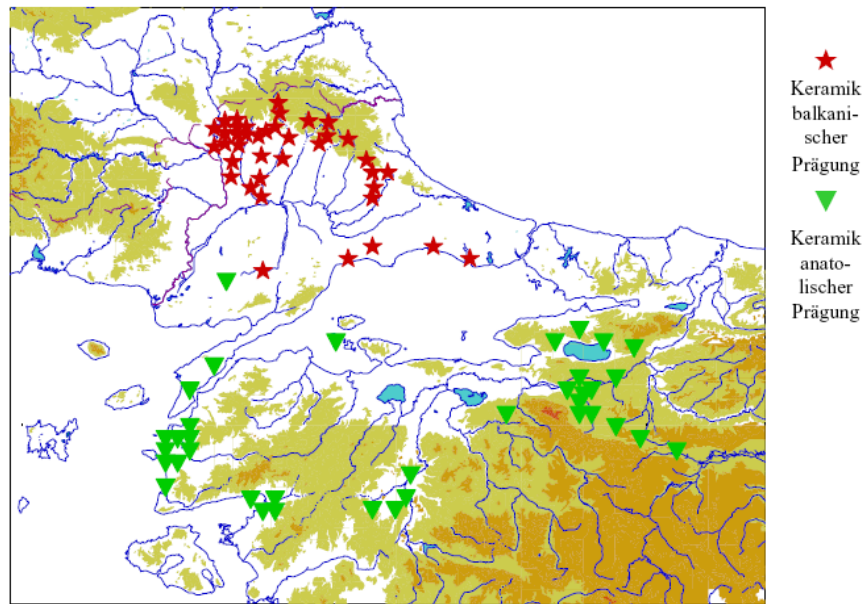 Keramik
balkani-
scher
Prägung
Keramik
anato-
lischer
Prägung